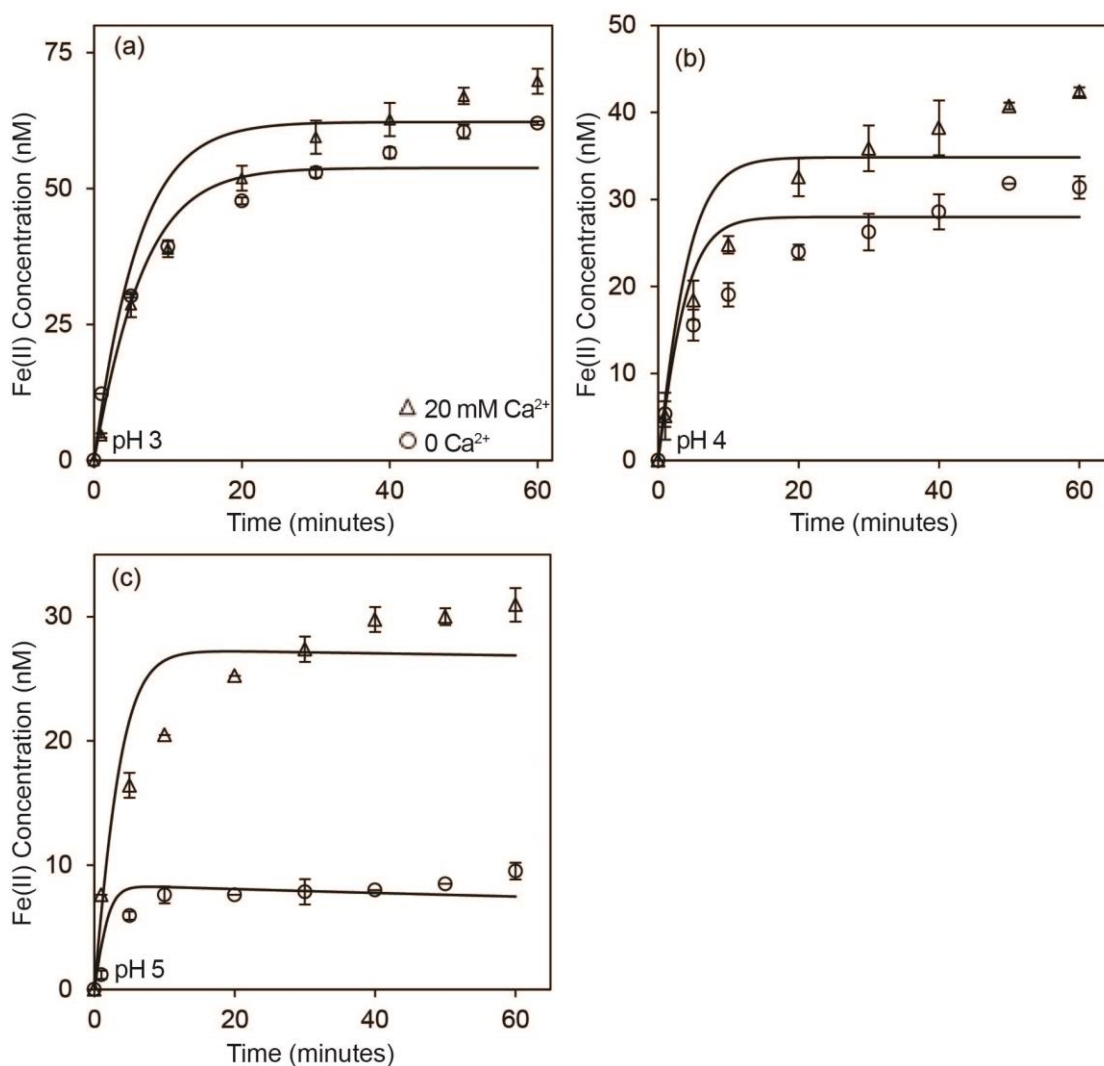 (a)
75
50
25
0
Fe(II) Concentration (nM)
20 mM Ca²⁺
0 Ca²⁺
pH 3
0 20 40 60
Time (minutes)
(b)
50
40
30
20
10
0
Fe(II) Concentration (nM)
pH 4
0 20 40 60
Time (minutes)
(c)
30
20
10
0
Fe(II) Concentration (nM)
pH 5
0 20 40 60
Time (minutes)